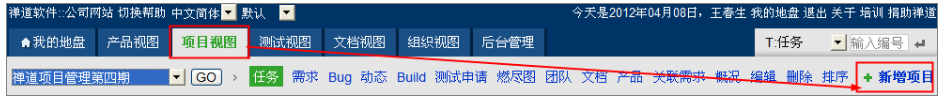 禅道软件::公司网站 切换帮助 中文简体 默认 今天是2012年04月08日，王春生 我的地盘 退出 关于 培训 捐助禅道
我的地盘 产品视图 项目视图 测试视图 文档视图 组织视图 后台管理 T:任务 输入编号
禅道项目管理第四期 GO › 任务 需求 Bug 动态 Build 测试申请 燃尽图 团队 文档 产品 关联需求 概况 编辑 删除 排序 + 新增项目